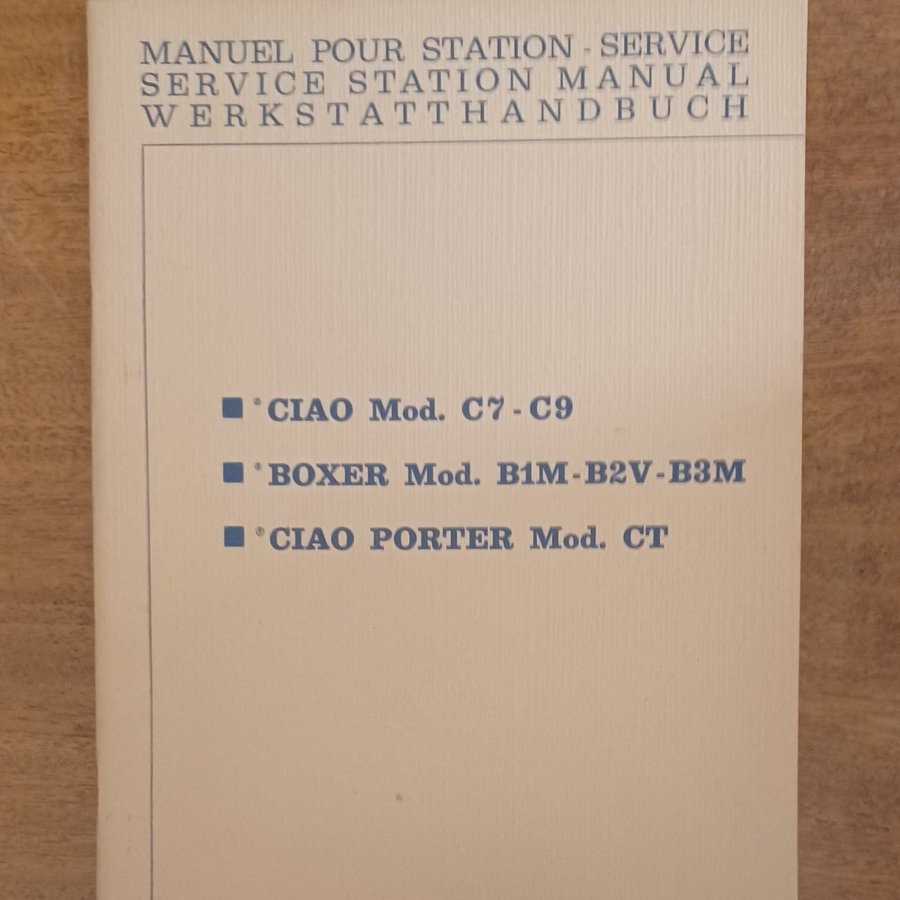 MANUEL POUR STATION-SERVICE
SERVICE STATION MANUAL
WERKSTATTHANDBUCH
■ ®CIAO Mod. C7-C9
■ ®BOXER Mod. B1M-B2V-B3M
■ ®CIAO PORTER Mod. CT